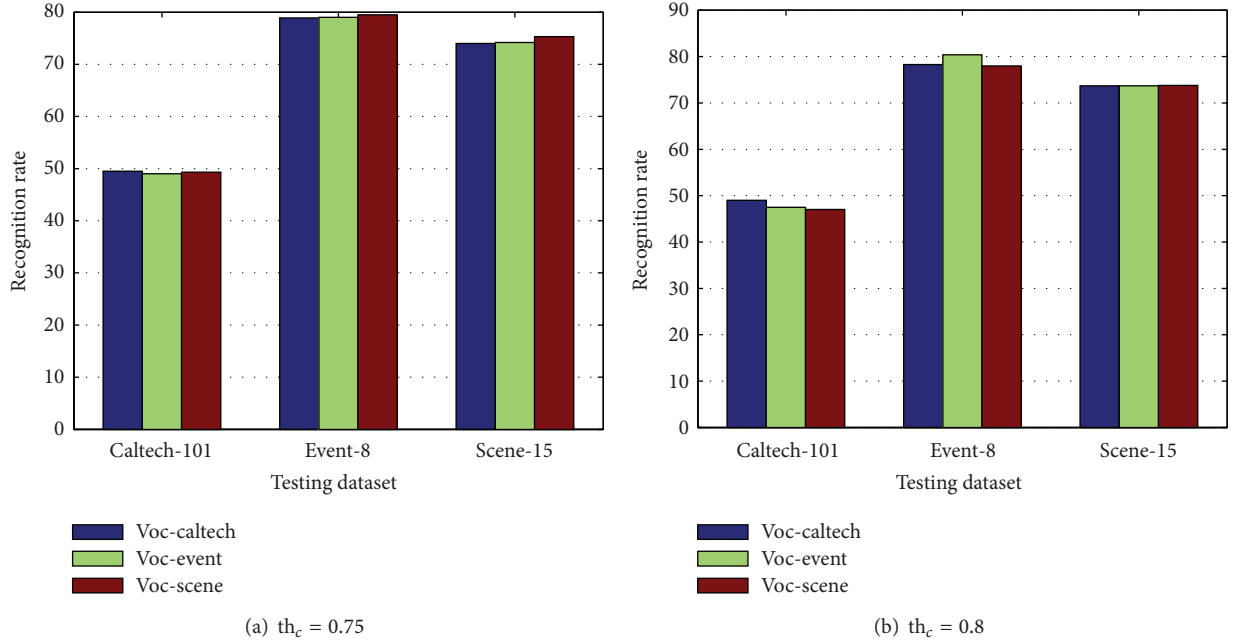 80
70
60
50
40
30
20
10
0
Recognition rate
Caltech-101 Event-8 Scene-15
Testing dataset
Voc-caltech
Voc-event
Voc-scene
(a) th_c = 0.75
90
80
70
60
50
40
30
20
10
0
Recognition rate
Caltech-101 Event-8 Scene-15
Testing dataset
Voc-caltech
Voc-event
Voc-scene
(b) th_c = 0.8